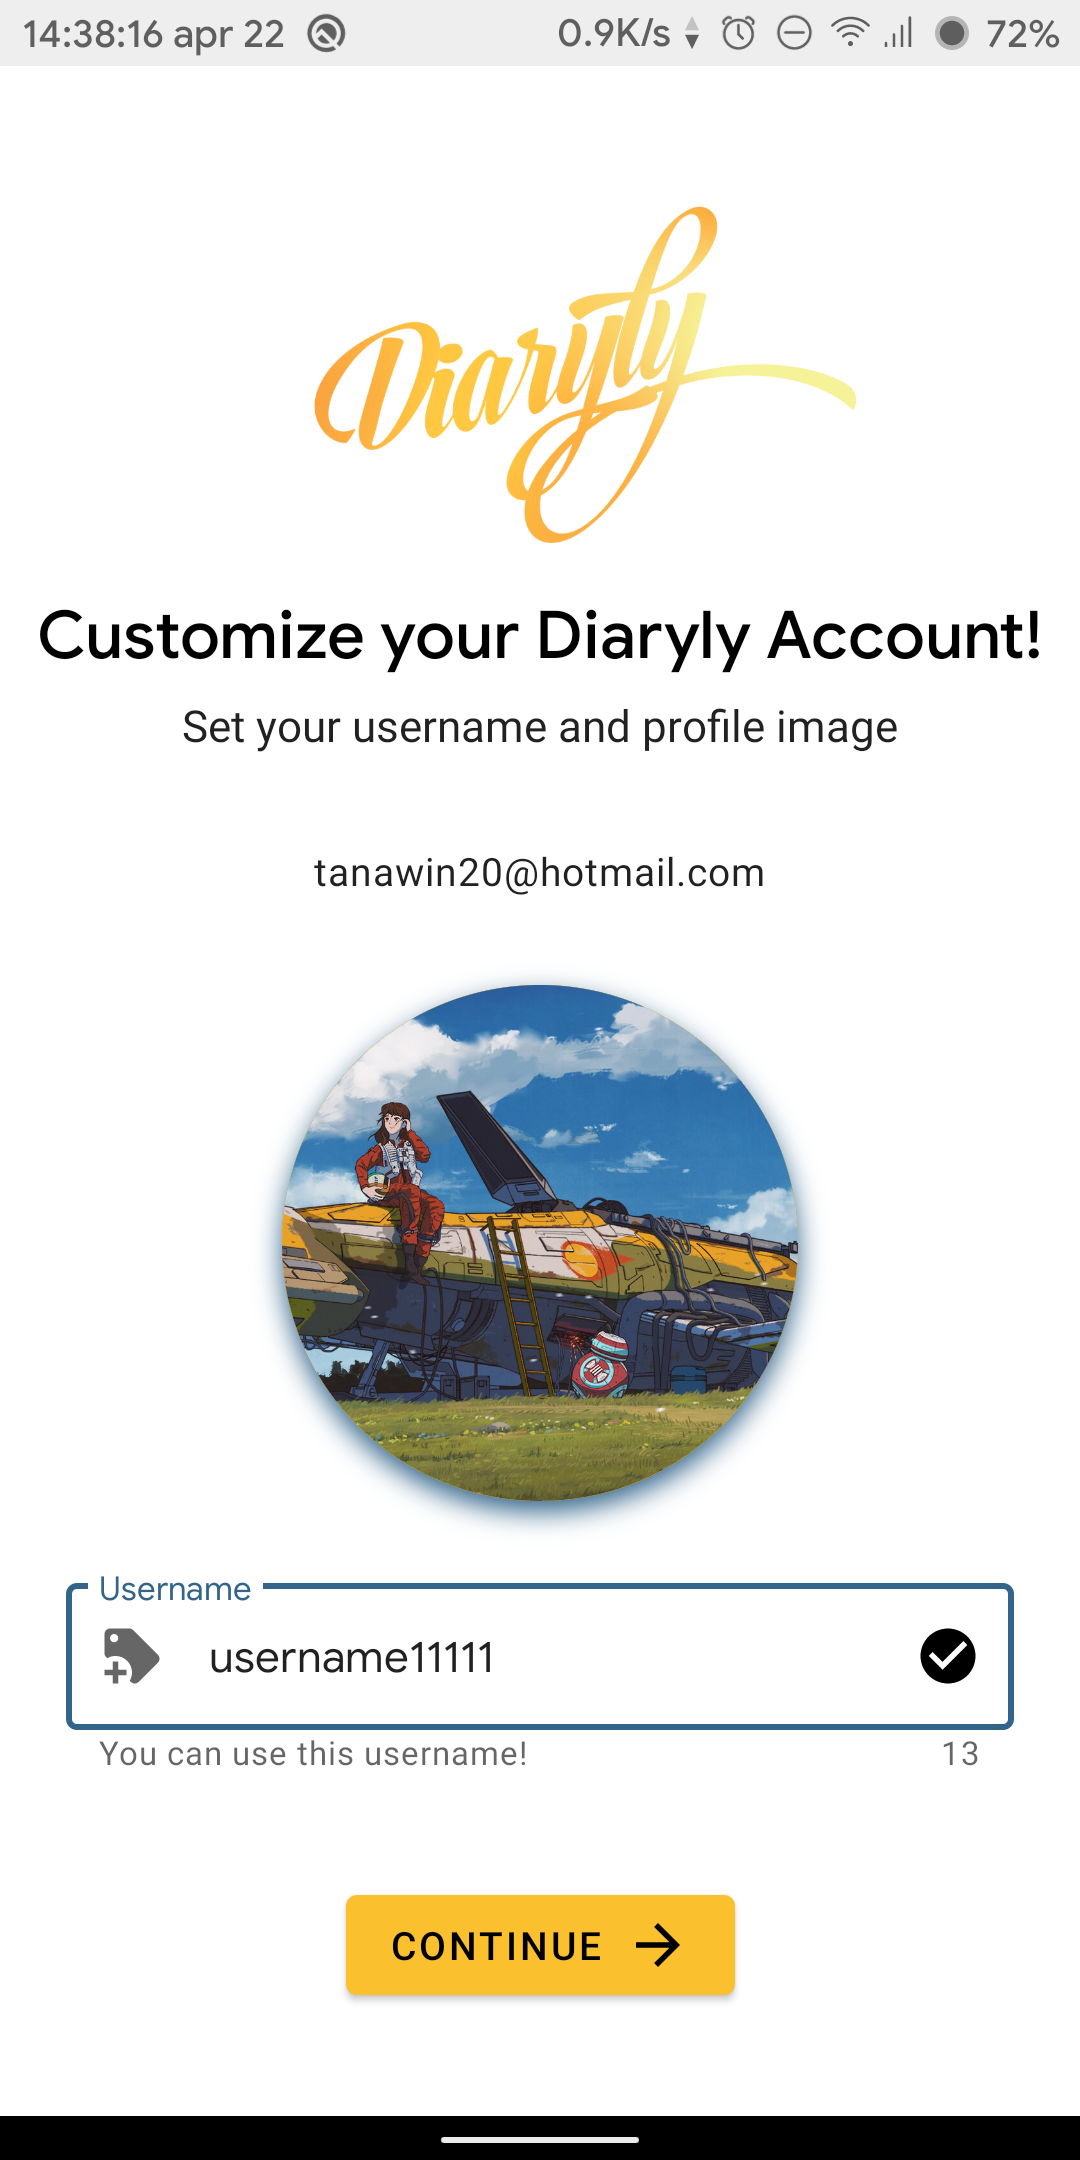 14:38:16 apr 22 0.9K/s 72%
Diaryly
Customize your Diaryly Account!
Set your username and profile image
tanawin20@hotmail.com
Username
username11111
You can use this username! 13
CONTINUE